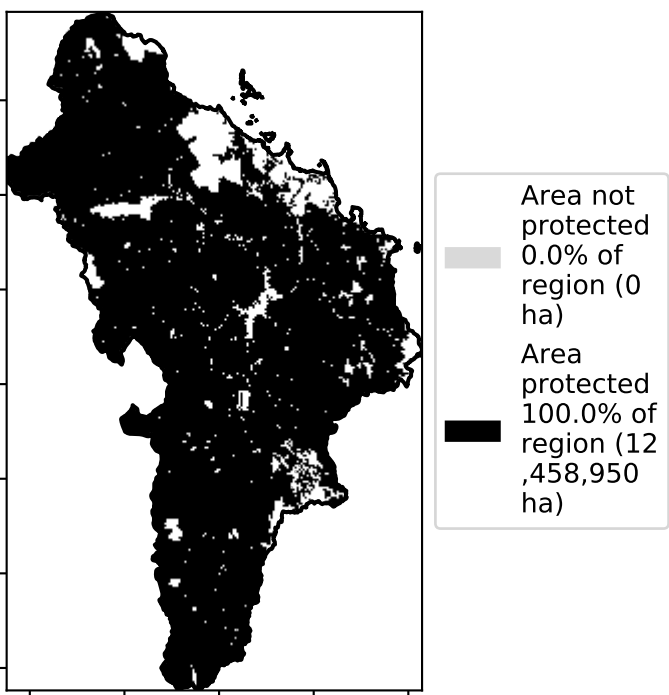 Area not
protected
0.0% of
region (0
ha)
Area
protected
100.0% of
region (12
,458,950
ha)